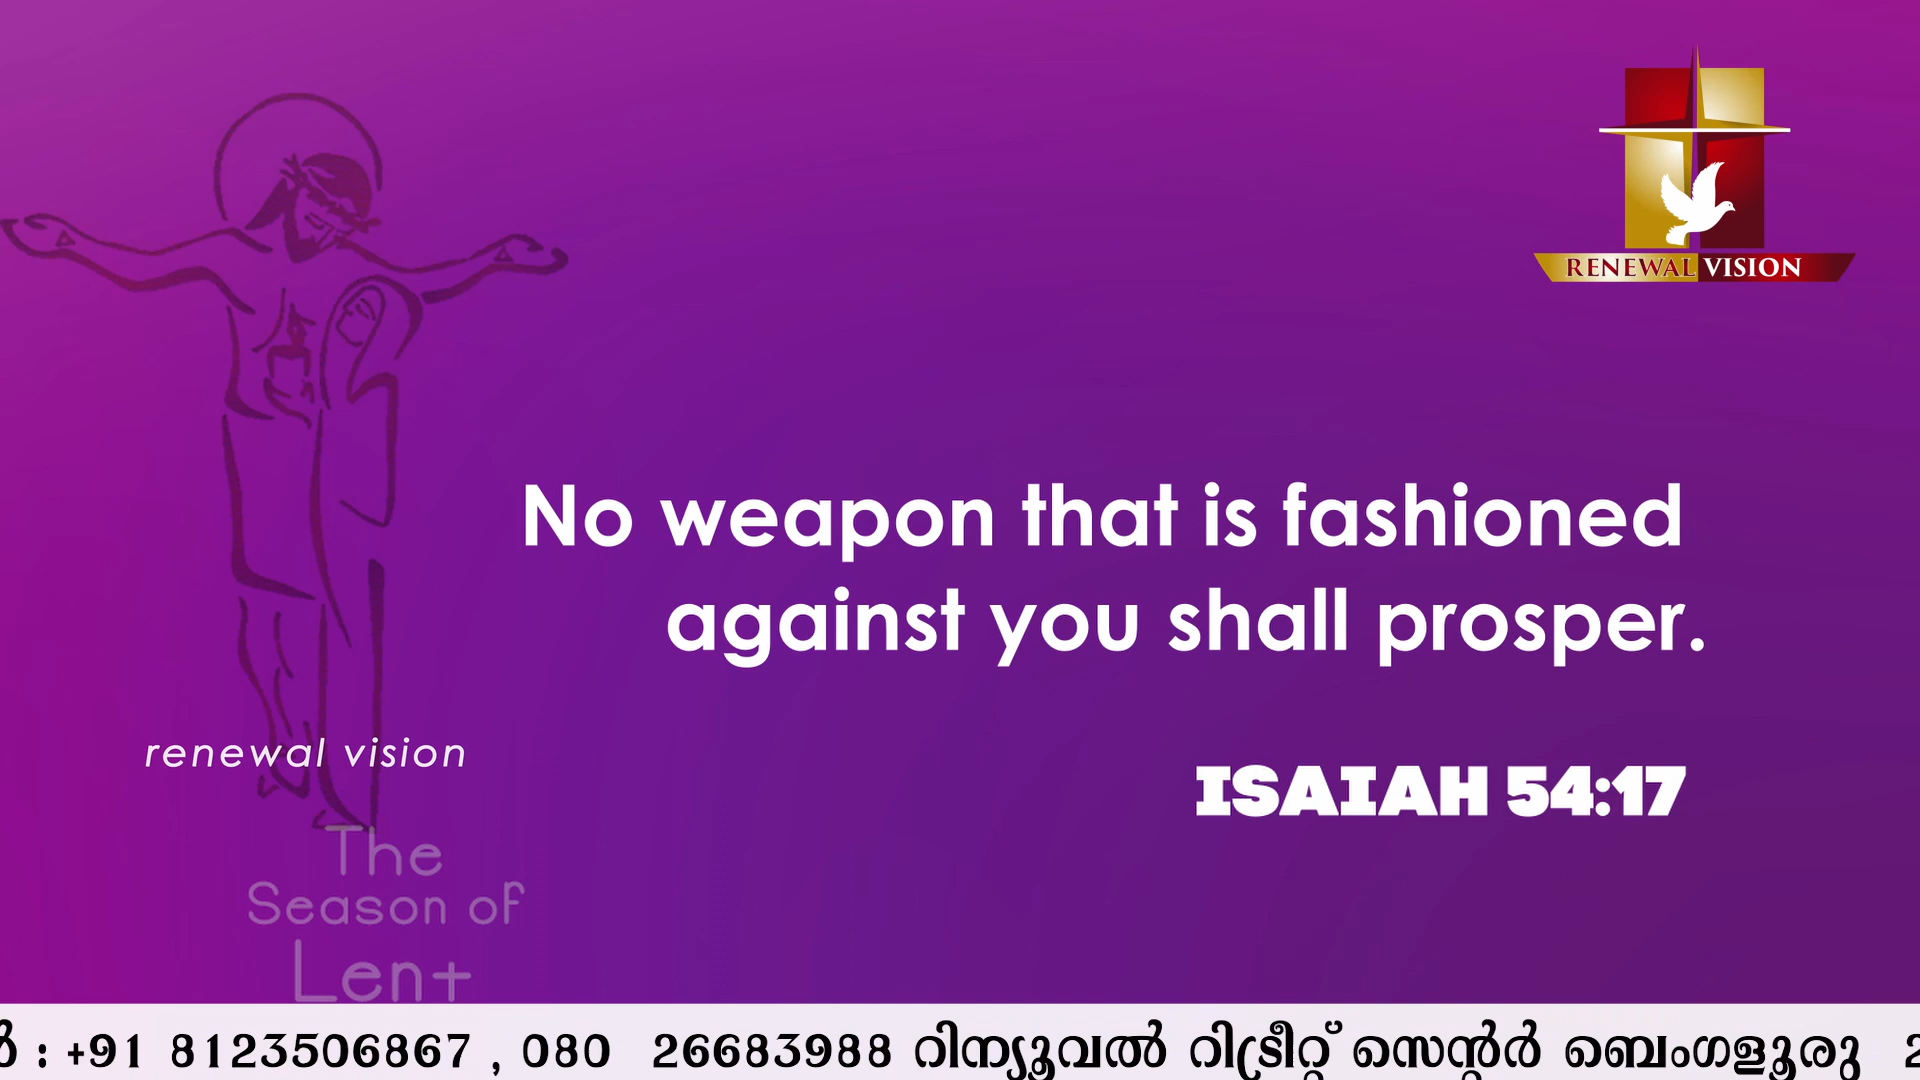 RENEWAL VISION
No weapon that is fashioned
against you shall prosper.
renewal vision
ISAIAH 54:17
The
Season of
Lent
: +91 8123506867 , 080 26683988 റിന്യൂവൽ റിട്രീറ്റ് സെന്റർ ബെംഗളൂരു